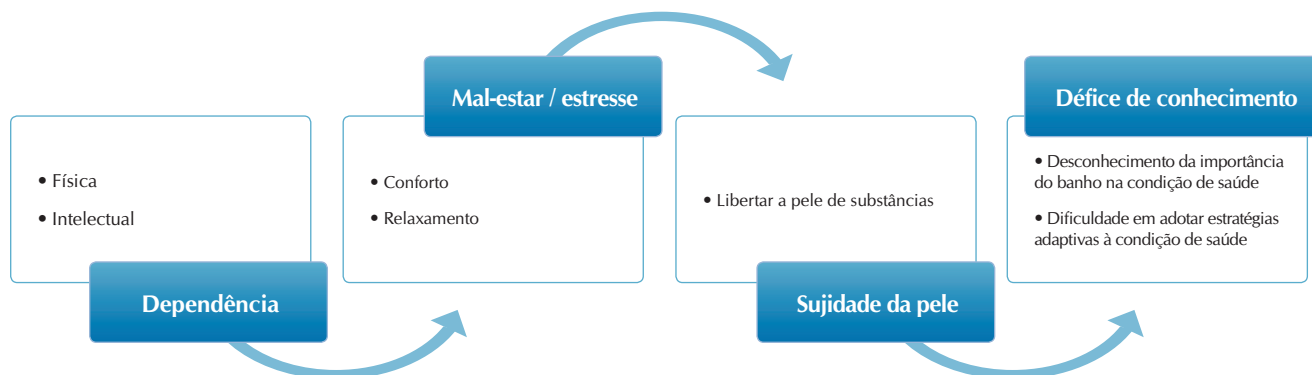 • Física
• Intelectual
Dependência
Mal-estar / estresse
• Conforto
• Relaxamento
• Libertar a pele de substâncias
Sujidade da pele
Défice de conhecimento
• Desconhecimento da importância
do banho na condição de saúde
• Dificuldade em adotar estratégias
adaptivas à condição de saúde